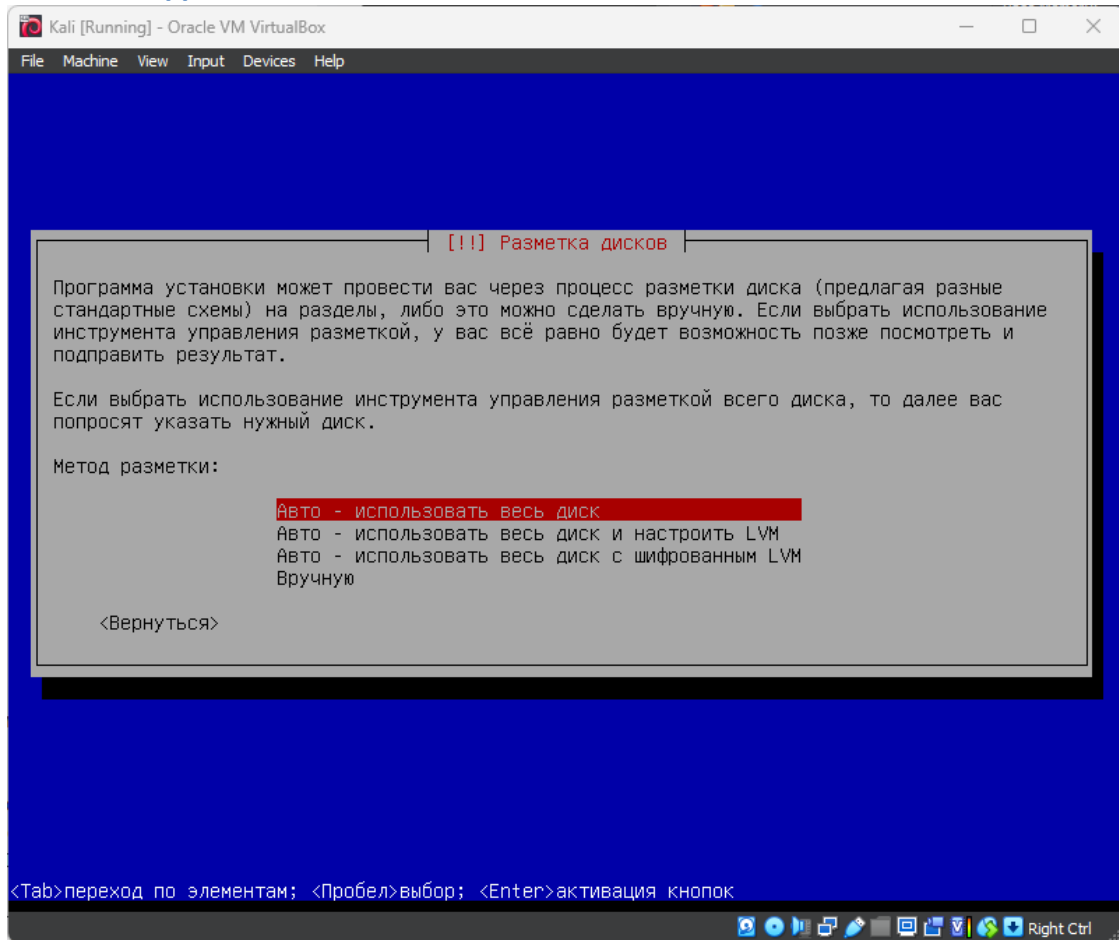 Kali [Running] - Oracle VM VirtualBox
File Machine View Input Devices Help
[!!] Разметка дисков
Программа установки может провести вас через процесс разметки диска (предлагая разные
стандартные схемы) на разделы, либо это можно сделать вручную. Если выбрать использование
инструмента управления разметкой, у вас всё равно будет возможность позже посмотреть и
подправить результат.
Если выбрать использование инструмента управления разметкой всего диска, то далее вас
попросят указать нужный диск.
Метод разметки:
Авто - использовать весь диск
Авто - использовать весь диск и настроить LVM
Авто - использовать весь диск с шифрованным LVM
Вручную
<Вернуться>
<Tab>переход по элементам; <Пробел>выбор; <Enter>активация кнопок
Right Ctrl